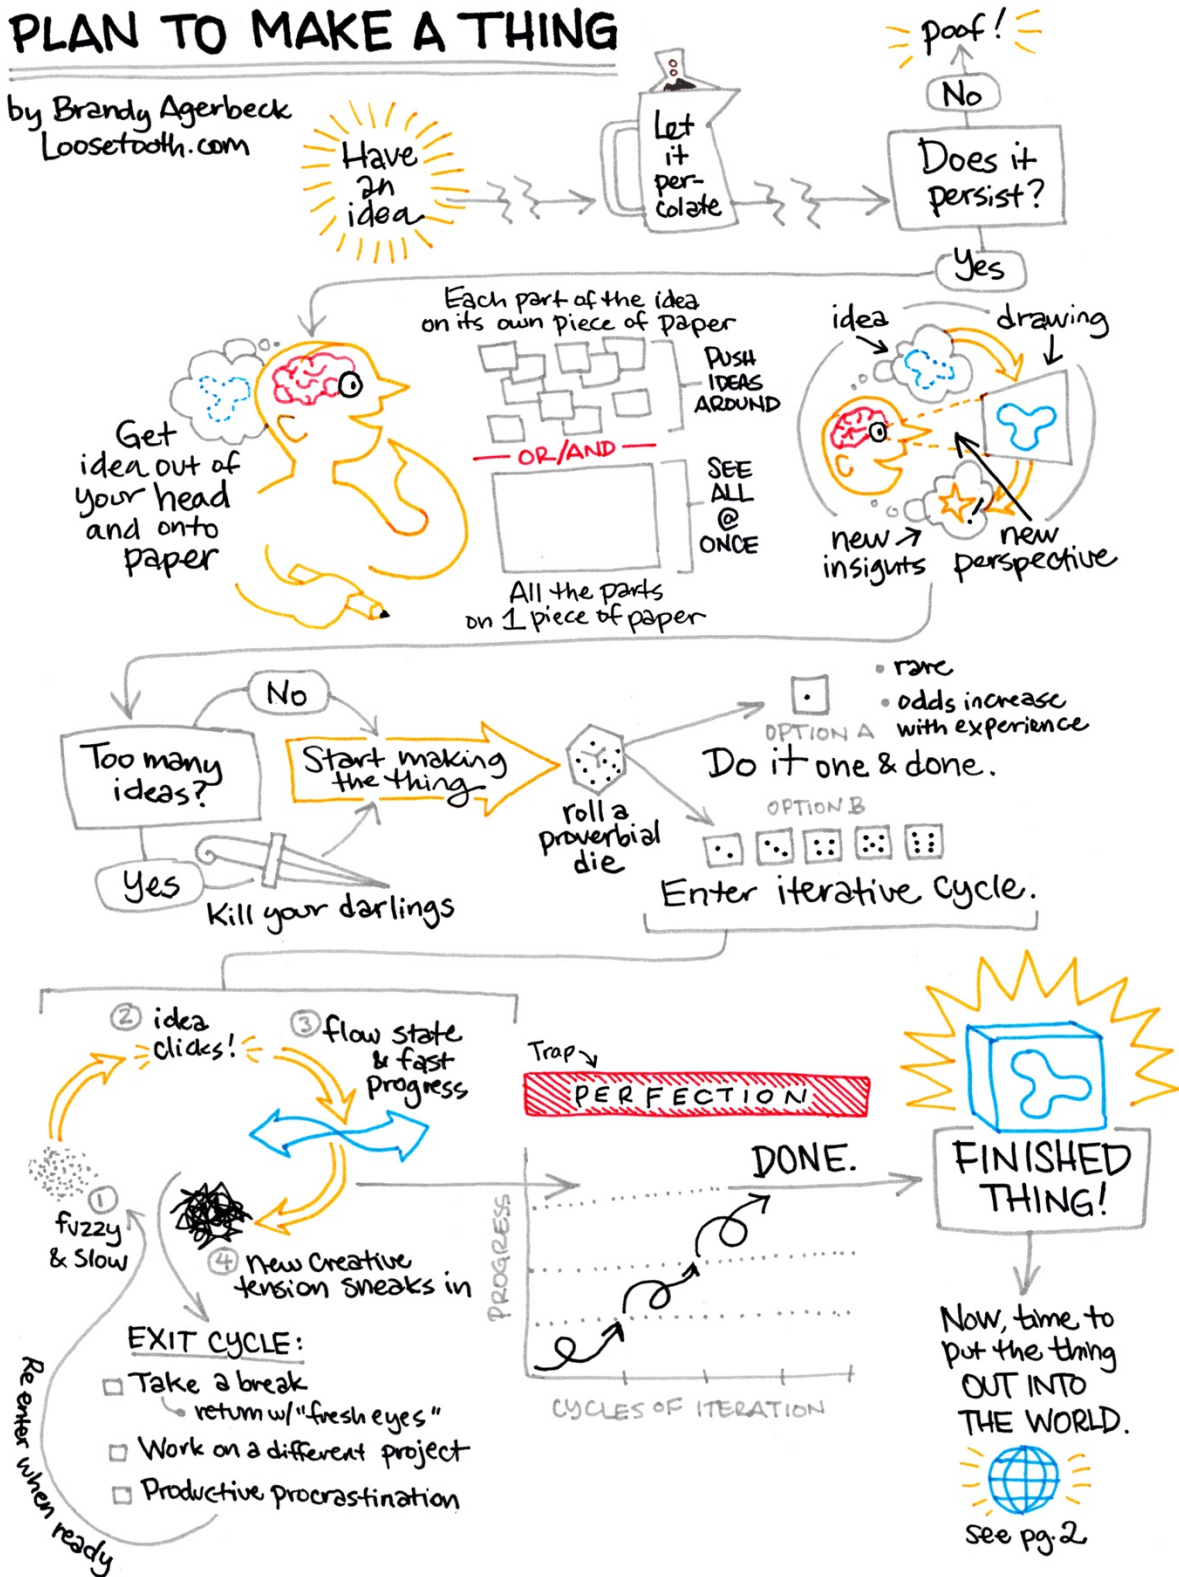 PLAN TO MAKE A THING
by Brandy Agerbeck
Loosetooth.com
Have
an
idea
Let
it
per-
colate
poof!
No
Does it
persist?
Yes
Get
idea out of
your head
and onto
paper
Each part of the idea
on its own piece of paper
PUSH
IDEAS
AROUND
OR/AND
SEE
ALL
@
ONCE
All the parts
on 1 piece of paper
idea
drawing
new
insights
new
perspective
Too many
ideas?
No
Yes
Kill your darlings
Start making
the thing
roll a
proverbial
die
OPTION A
• rare
• odds increase
with experience
Do it one & done.
OPTION B
Enter iterative cycle.
1
fuzzy
& slow
2 idea
clicks!
3 flow state
& fast
progress
4 new creative
tension sneaks in
EXIT CYCLE:
Take a break
return w/ "fresh eyes"
Work on a different project
Productive procrastination
Re enter when ready
Trap
PERFECTION
PROGRESS
CYCLES OF ITERATION
DONE.
FINISHED
THING!
Now, time to
put the thing
OUT INTO
THE WORLD.
see pg. 2